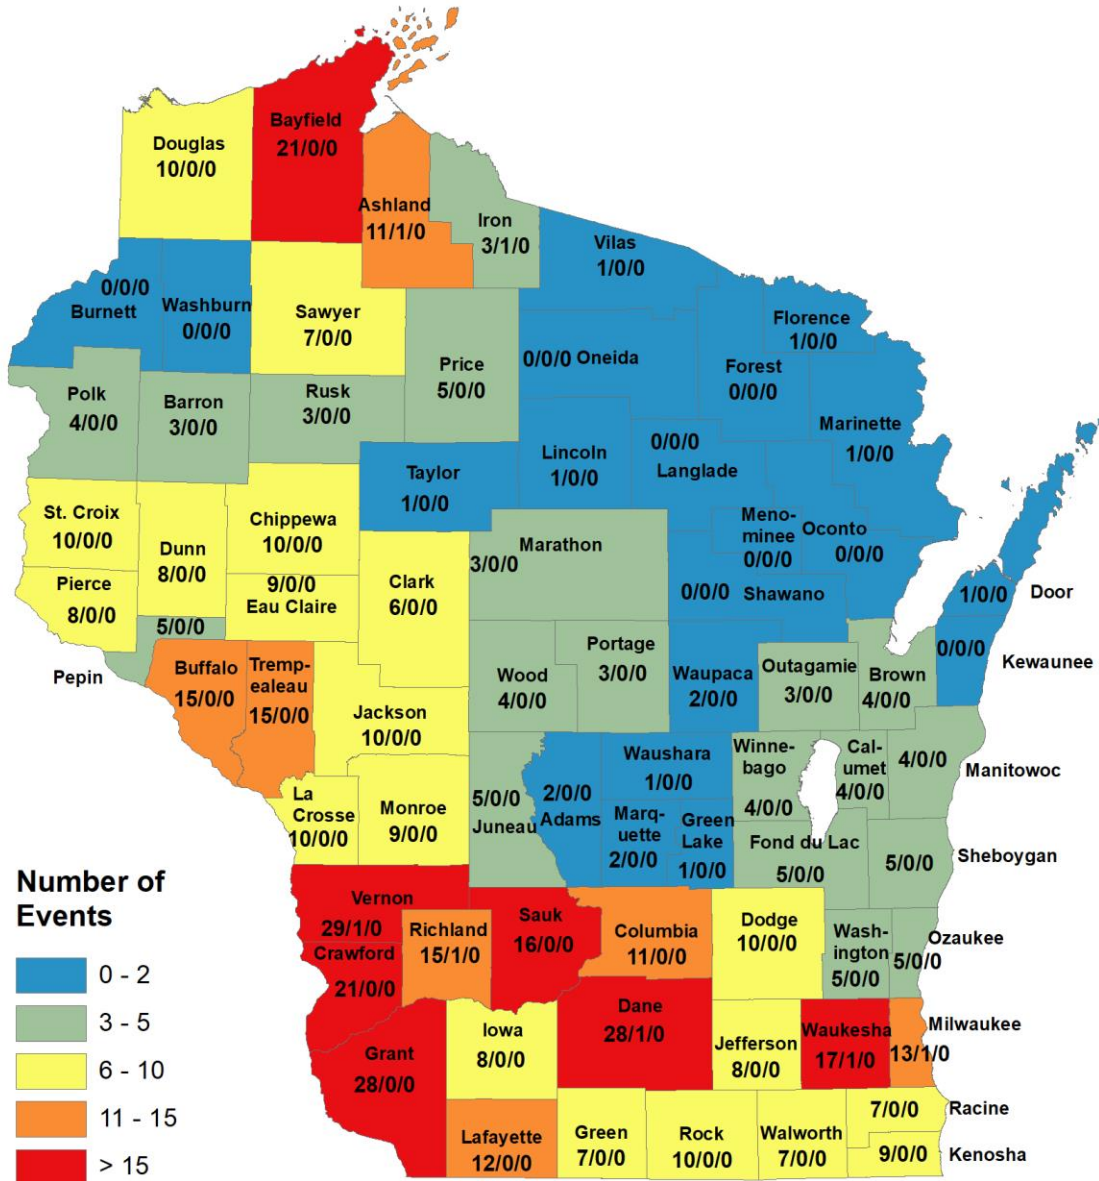 Bayfield
21/0/0
Douglas
10/0/0
Ashland
11/1/0
Iron
3/1/0
Vilas
1/0/0
0/0/0
Burnett
Washburn
0/0/0
Sawyer
7/0/0
Florence
1/0/0
Price
5/0/0
0/0/0 Oneida
Forest
0/0/0
Polk
4/0/0
Barron
3/0/0
Rusk
3/0/0
Marinette
1/0/0
Taylor
1/0/0
Lincoln
1/0/0
0/0/0
Langlade
St. Croix
10/0/0
Dunn
8/0/0
Chippewa
10/0/0
Meno-
minee
0/0/0
Oconto
0/0/0
Marathon
3/0/0
Pierce
8/0/0
9/0/0
Eau Claire
Clark
6/0/0
0/0/0 Shawano
1/0/0
Door
5/0/0
Pepin
Buffalo
15/0/0
Tremp-
ealeau
15/0/0
Wood
4/0/0
Portage
3/0/0
Waupaca
2/0/0
Outagamie
3/0/0
Brown
4/0/0
0/0/0
Kewaunee
Jackson
10/0/0
Waushara
1/0/0
Winne-
bago
4/0/0
Cal-
umet
4/0/0
4/0/0
Manitowoc
La
Crosse
10/0/0
Monroe
9/0/0
5/0/0
Juneau
2/0/0
Adams
Marq-
uette
2/0/0
Green
Lake
1/0/0
Fond du Lac
5/0/0
5/0/0
Sheboygan
Vernon
29/1/0
Richland
15/1/0
Sauk
16/0/0
Columbia
11/0/0
Dodge
10/0/0
Wash-
ington
5/0/0
Ozaukee
5/0/0
Crawford
21/0/0
Grant
28/0/0
Iowa
8/0/0
Dane
28/1/0
Jefferson
8/0/0
Waukesha
17/1/0
Milwaukee
13/1/0
Lafayette
12/0/0
Green
7/0/0
Rock
10/0/0
Walworth
7/0/0
7/0/0
Racine
9/0/0
Kenosha
Number of
Events
0 - 2
3 - 5
6 - 10
11 - 15
> 15